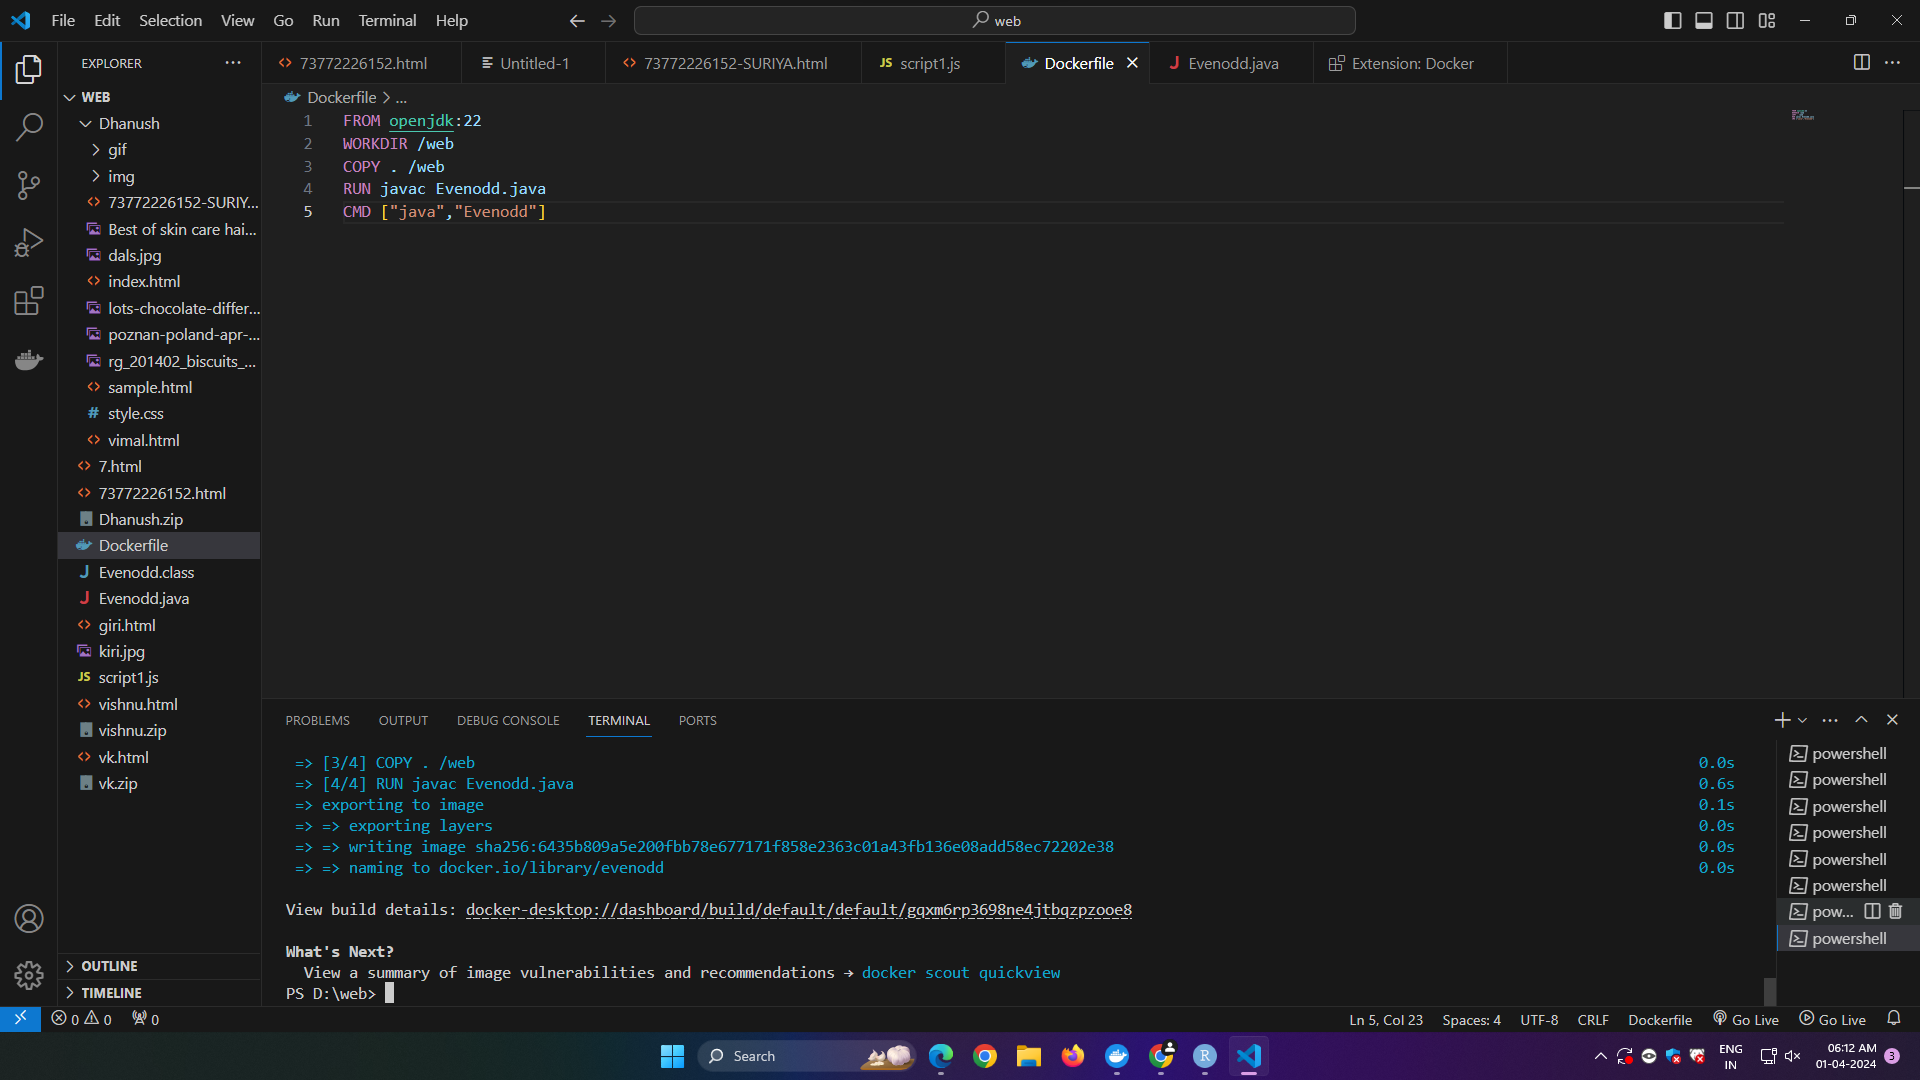 File Edit Selection View Go Run Terminal Help
web
EXPLORER
73772226152.html
Untitled-1
73772226152-SURIYA.html
JS script1.js
Dockerfile
J Evenodd.java
Extension: Docker
WEB
Dhanush
gif
img
73772226152-SURIY...
Best of skin care hai...
dals.jpg
index.html
lots-chocolate-differ...
poznan-poland-apr-...
rg_201402_biscuits_...
sample.html
# style.css
vimal.html
7.html
73772226152.html
Dhanush.zip
Dockerfile
J Evenodd.class
J Evenodd.java
giri.html
kiri.jpg
JS script1.js
vishnu.html
vishnu.zip
vk.html
vk.zip
OUTLINE
TIMELINE
Dockerfile > ...
1 FROM openjdk:22
2 WORKDIR /web
3 COPY . /web
4 RUN javac Evenodd.java
5 CMD ["java","Evenodd"]
PROBLEMS OUTPUT DEBUG CONSOLE TERMINAL PORTS
=> [3/4] COPY . /web 0.0s
=> [4/4] RUN javac Evenodd.java 0.6s
=> exporting to image 0.1s
=> => exporting layers 0.0s
=> => writing image sha256:6435b809a5e200fbb78e677171f858e2363c01a43fb136e08add58ec72202e38 0.0s
=> => naming to docker.io/library/evenodd 0.0s
View build details: docker-desktop://dashboard/build/default/default/gqxm6rp3698ne4jtbqzpzooe8
What's Next?
View a summary of image vulnerabilities and recommendations → docker scout quickview
PS D:\web>
powershell
powershell
powershell
powershell
powershell
powershell
pow...
powershell
0 0 0
Ln 5, Col 23 Spaces: 4 UTF-8 CRLF Dockerfile Go Live Go Live
Search
R
ENG
IN
06:12 AM
01-04-2024
3